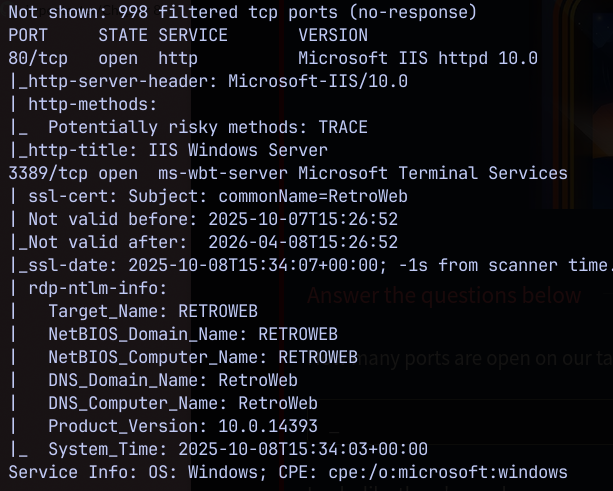 Not shown: 998 filtered tcp ports (no-response)
PORT     STATE SERVICE       VERSION
80/tcp   open  http          Microsoft IIS httpd 10.0
|_http-server-header: Microsoft-IIS/10.0
| http-methods:
|_  Potentially risky methods: TRACE
|_http-title: IIS Windows Server
3389/tcp open  ms-wbt-server Microsoft Terminal Services
| ssl-cert: Subject: commonName=RetroWeb
| Not valid before: 2025-10-07T15:26:52
|_Not valid after:  2026-04-08T15:26:52
|_ssl-date: 2025-10-08T15:34:07+00:00; -1s from scanner time.
| rdp-ntlm-info:
Answer the questions below
|   Target_Name: RETROWEB
|   NetBIOS_Domain_Name: RETROWEB
|   NetBIOS_Computer_Name: RETROWEB
many ports are open on our ta
|   DNS_Domain_Name: RetroWeb
|   DNS_Computer_Name: RetroWeb
|   Product_Version: 10.0.14393
|_  System_Time: 2025-10-08T15:34:03+00:00
Service Info: OS: Windows; CPE: cpe:/o:microsoft:windows